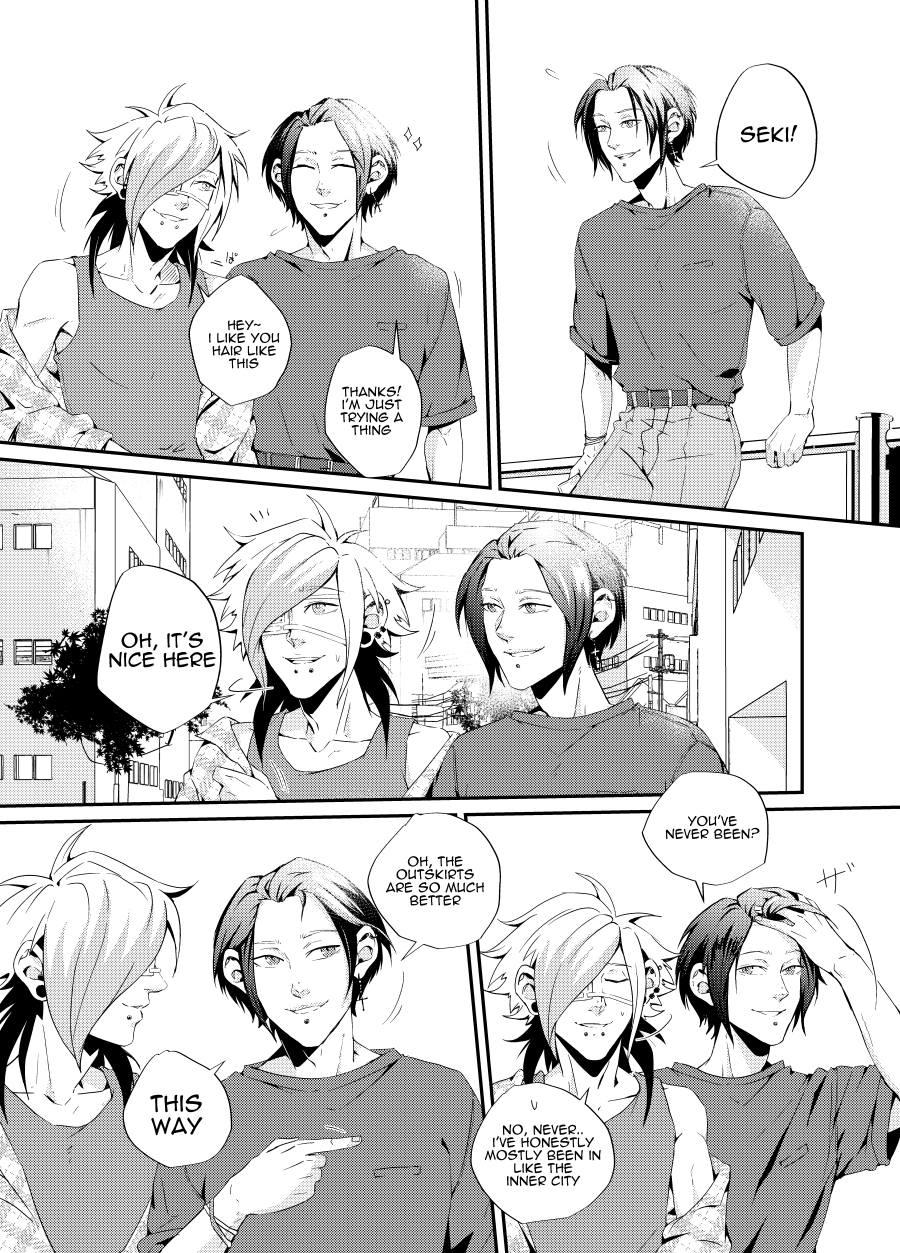 SEKI!
HEY~
I LIKE YOU
HAIR LIKE
THIS
THANKS!
I'M JUST
TRYING A
THING
OH, IT'S
NICE HERE
YOU'VE
NEVER BEEN?
NO, NEVER..
I'VE HONESTLY
MOSTLY BEEN IN
LIKE THE
INNER CITY
OH, THE
OUTSKIRTS
ARE SO MUCH
BETTER
THIS
WAY